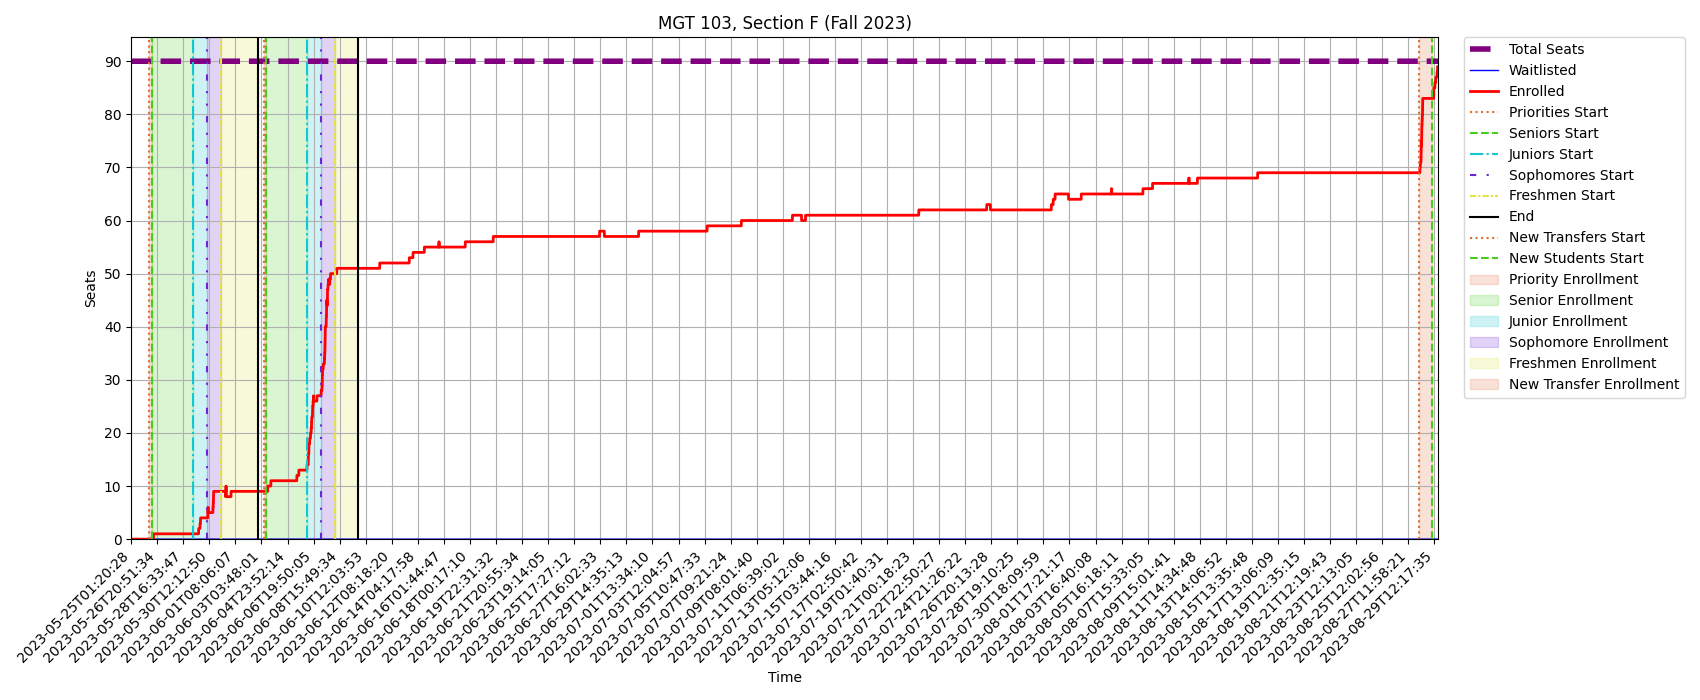 MGT 103, Section F (Fall 2023)
Seats
90
80
70
60
50
40
30
20
10
0
2023-05-25T01:20:28
2023-05-26T20:51:34
2023-05-28T16:33:47
2023-05-30T12:12:50
2023-06-01T08:06:07
2023-06-03T03:48:01
2023-06-04T23:52:14
2023-06-06T19:50:05
2023-06-08T15:49:34
2023-06-10T12:03:53
2023-06-12T08:18:20
2023-06-14T04:17:58
2023-06-16T01:44:47
2023-06-18T00:17:10
2023-06-19T22:31:32
2023-06-21T20:55:34
2023-06-23T19:14:05
2023-06-25T17:27:12
2023-06-27T16:02:33
2023-06-29T14:35:13
2023-07-01T13:34:10
2023-07-03T12:04:57
2023-07-05T10:47:33
2023-07-07T09:21:24
2023-07-09T08:01:40
2023-07-11T06:39:02
2023-07-13T05:12:06
2023-07-15T03:44:16
2023-07-17T02:50:42
2023-07-19T01:40:31
2023-07-21T00:18:23
2023-07-22T22:50:27
2023-07-24T21:26:22
2023-07-26T20:13:28
2023-07-28T19:10:25
2023-07-30T18:09:59
2023-08-01T17:21:17
2023-08-03T16:40:08
2023-08-05T16:18:11
2023-08-07T15:33:05
2023-08-09T15:01:41
2023-08-11T14:34:48
2023-08-13T14:06:52
2023-08-15T13:35:48
2023-08-17T13:06:09
2023-08-19T12:35:15
2023-08-21T12:19:43
2023-08-23T12:13:05
2023-08-25T12:02:56
2023-08-27T11:58:21
2023-08-29T12:17:35
Time
Total Seats
Waitlisted
Enrolled
Priorities Start
Seniors Start
Juniors Start
Sophomores Start
Freshmen Start
End
New Transfers Start
New Students Start
Priority Enrollment
Senior Enrollment
Junior Enrollment
Sophomore Enrollment
Freshmen Enrollment
New Transfer Enrollment